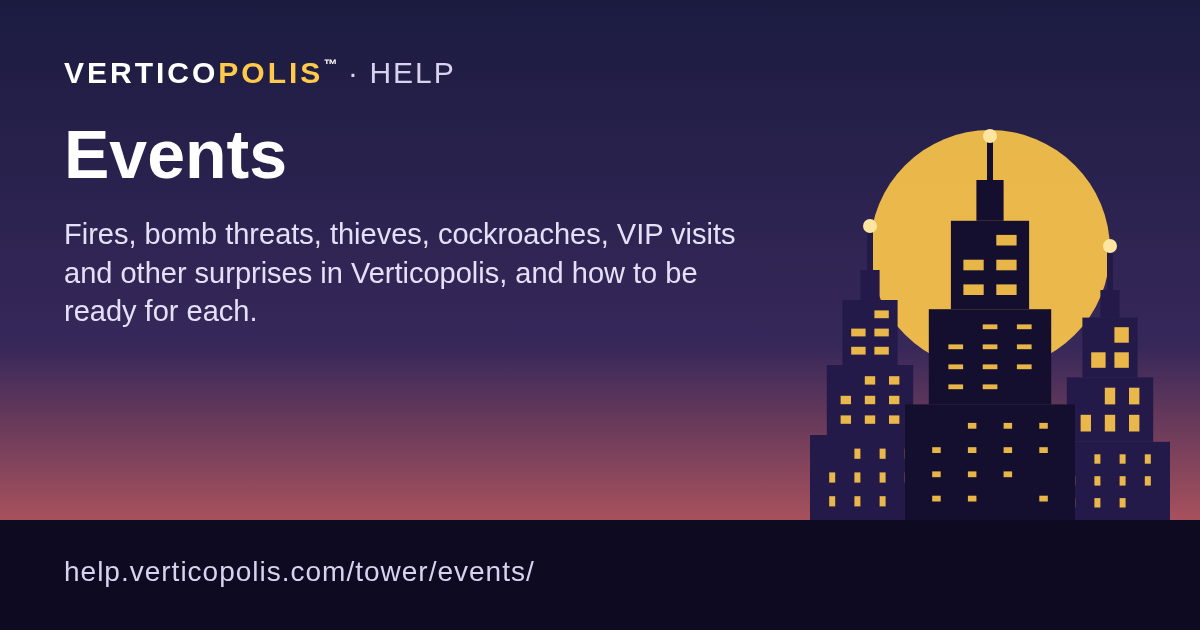 VERTICOPOLIS™ · HELP
Events
Fires, bomb threats, thieves, cockroaches, VIP visits
and other surprises in Verticopolis, and how to be
ready for each.
help.verticopolis.com/tower/events/